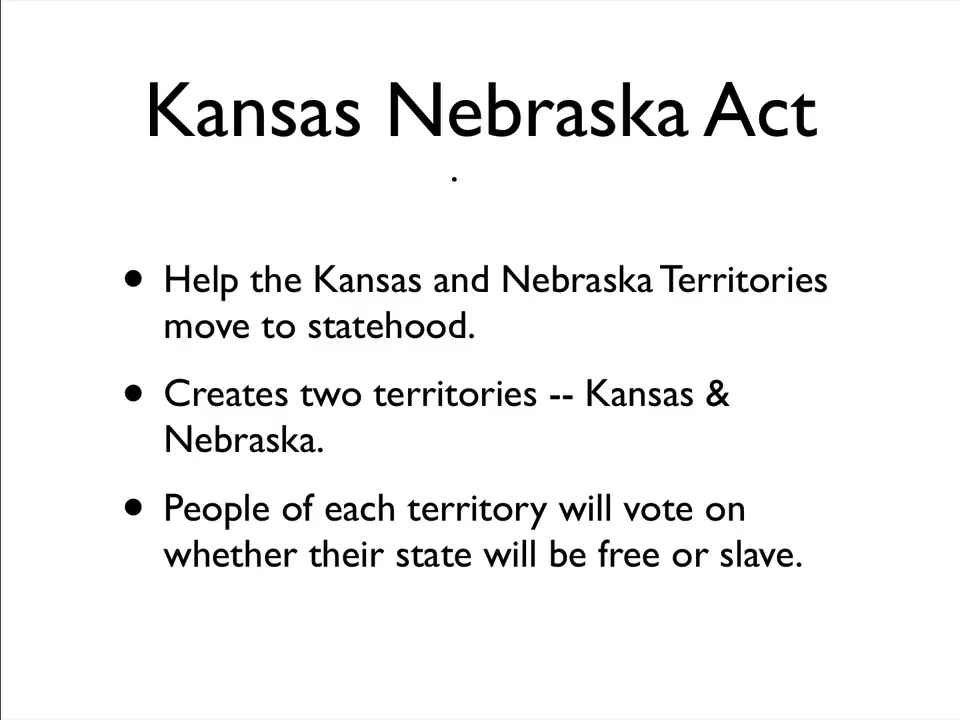 Kansas Nebraska Act
.
• Help the Kansas and Nebraska Territories
move to statehood.
• Creates two territories -- Kansas &
Nebraska.
• People of each territory will vote on
whether their state will be free or slave.